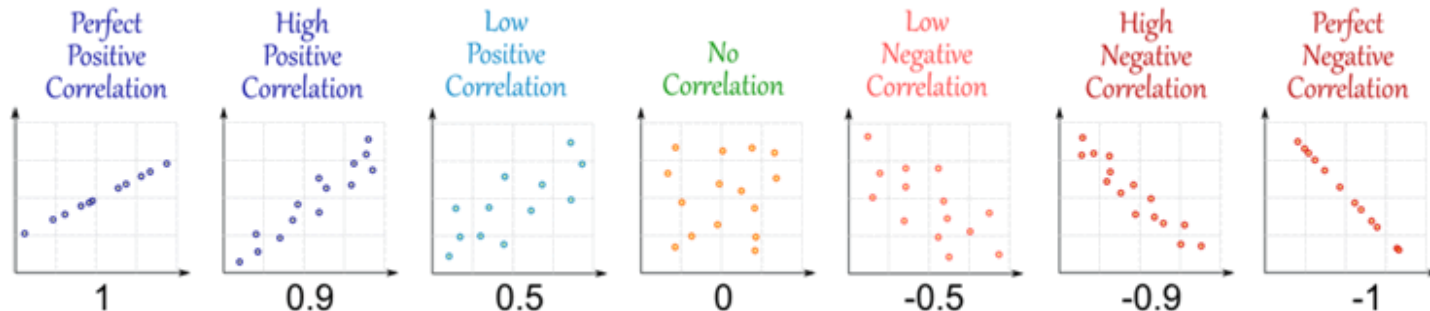 Perfect
Positive
Correlation
High
Positive
Correlation
Low
Positive
Correlation
No
Correlation
Low
Negative
Correlation
High
Negative
Correlation
Perfect
Negative
Correlation
1
0.9
0.5
0
-0.5
-0.9
-1